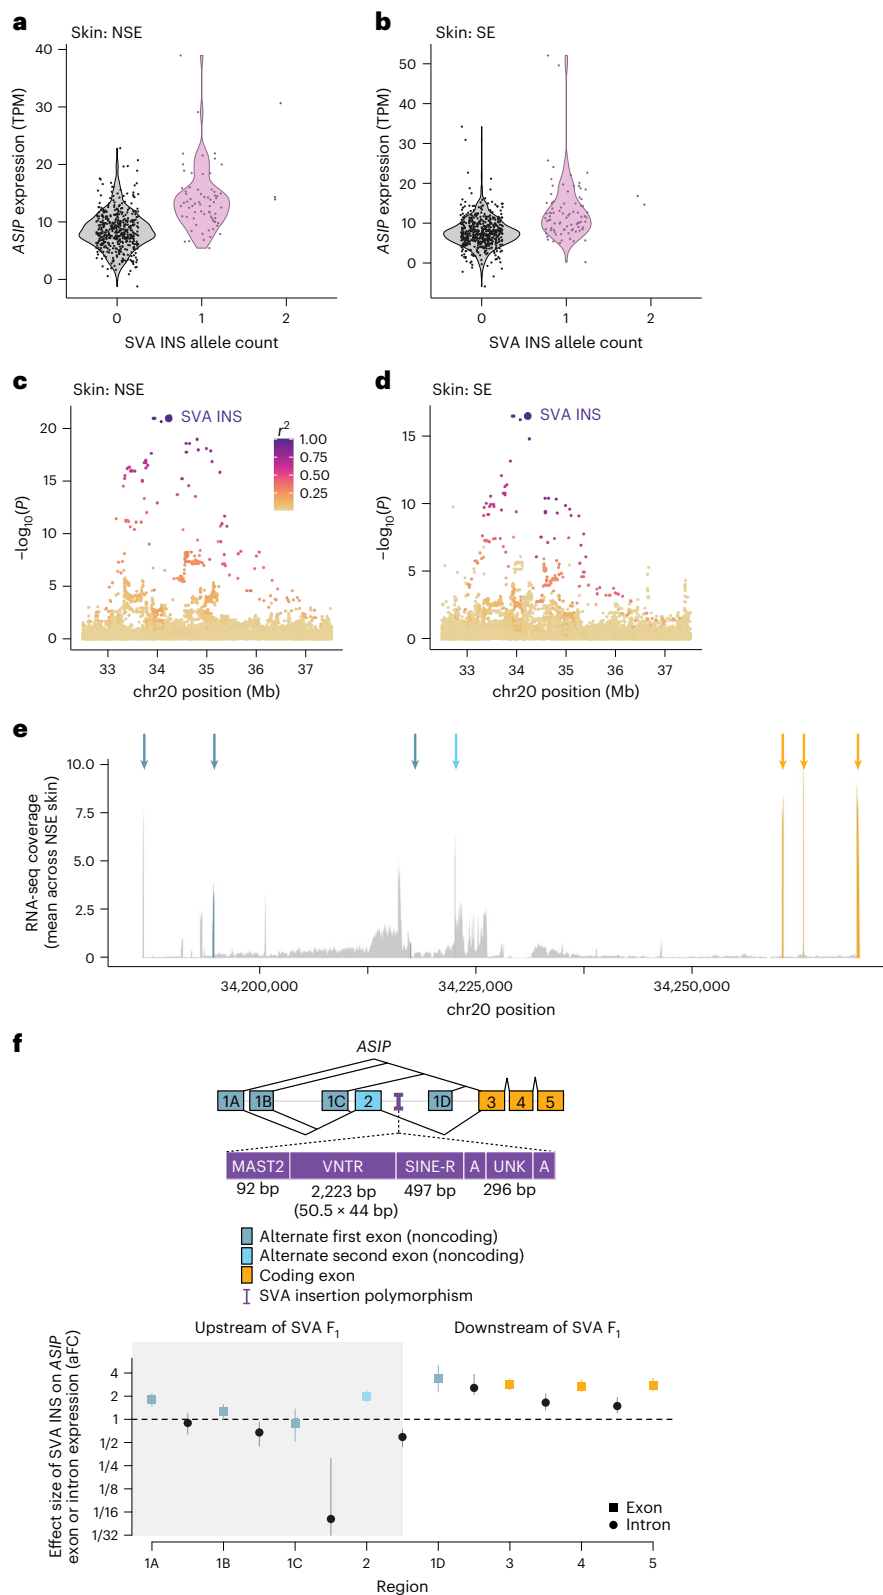 a
Skin: NSE
ASIP expression (TPM)
40
30
20
10
0
0
1
2
SVA INS allele count
b
Skin: SE
ASIP expression (TPM)
50
40
30
20
10
0
0
1
2
SVA INS allele count
c
Skin: NSE
−log10(P)
20
15
10
5
0
SVA INS
r2
1.00
0.75
0.50
0.25
33
34
35
36
37
chr20 position (Mb)
d
Skin: SE
−log10(P)
15
10
5
0
SVA INS
33
34
35
36
37
chr20 position (Mb)
e
RNA-seq coverage
(mean across NSE skin)
10.0
7.5
5.0
2.5
0
34,200,000
34,225,000
34,250,000
chr20 position
f
ASIP
1A
1B
1C
2
1D
3
4
5
MAST2
VNTR
SINE-R
A
UNK
A
92 bp
2,223 bp
(50.5 × 44 bp)
497 bp
296 bp
Alternate first exon (noncoding)
Alternate second exon (noncoding)
Coding exon
SVA insertion polymorphism
Upstream of SVA F1
Downstream of SVA F1
Effect size of SVA INS on ASIP
exon or intron expression (aFC)
4
2
1
1/2
1/4
1/8
1/16
1/32
Exon
Intron
1A
1B
1C
2
1D
3
4
5
Region